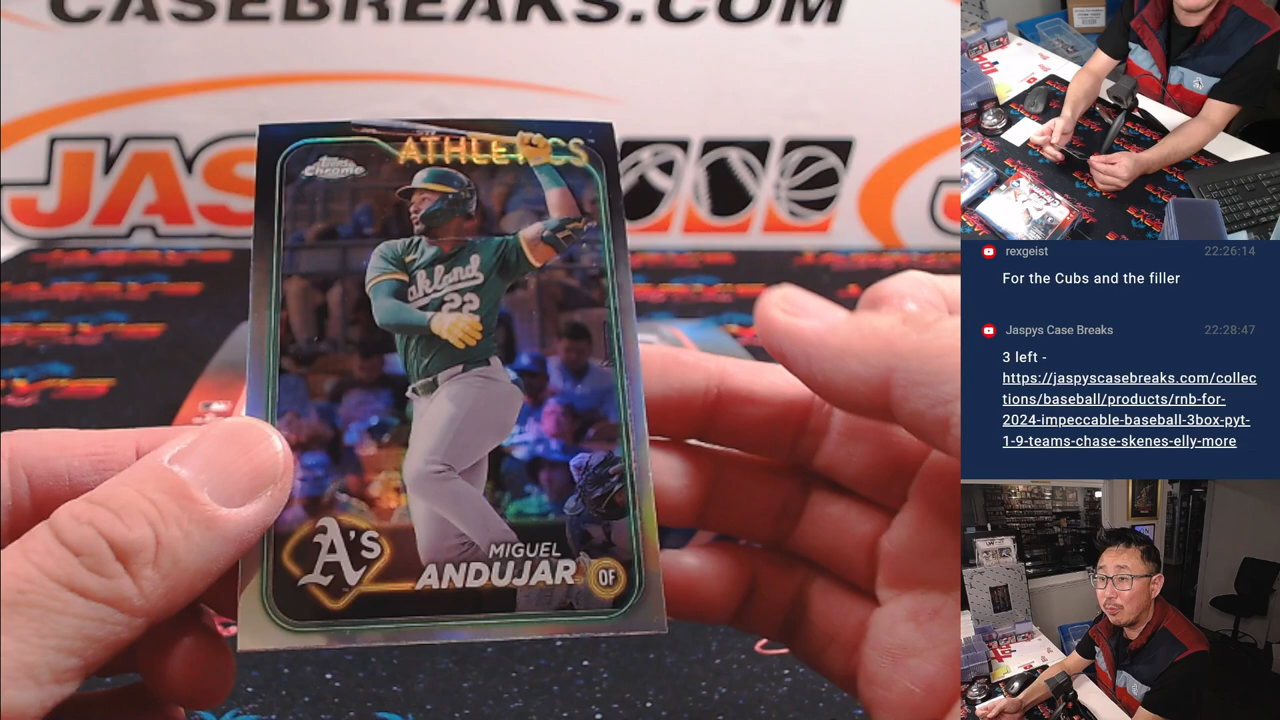 CASEBREAKS.COM
JAS
Topps
Chrome
ATHLETICS
Oakland
22
A's
MIGUEL
ANDUJAR
OF
rexgeist 22:26:14
For the Cubs and the filler
Jaspys Case Breaks 22:28:47
3 left -
https://jaspyscasebreaks.com/collec
tions/baseball/products/rnb-for-
2024-impeccable-baseball-3box-pyt-
1-9-teams-chase-skenes-elly-more